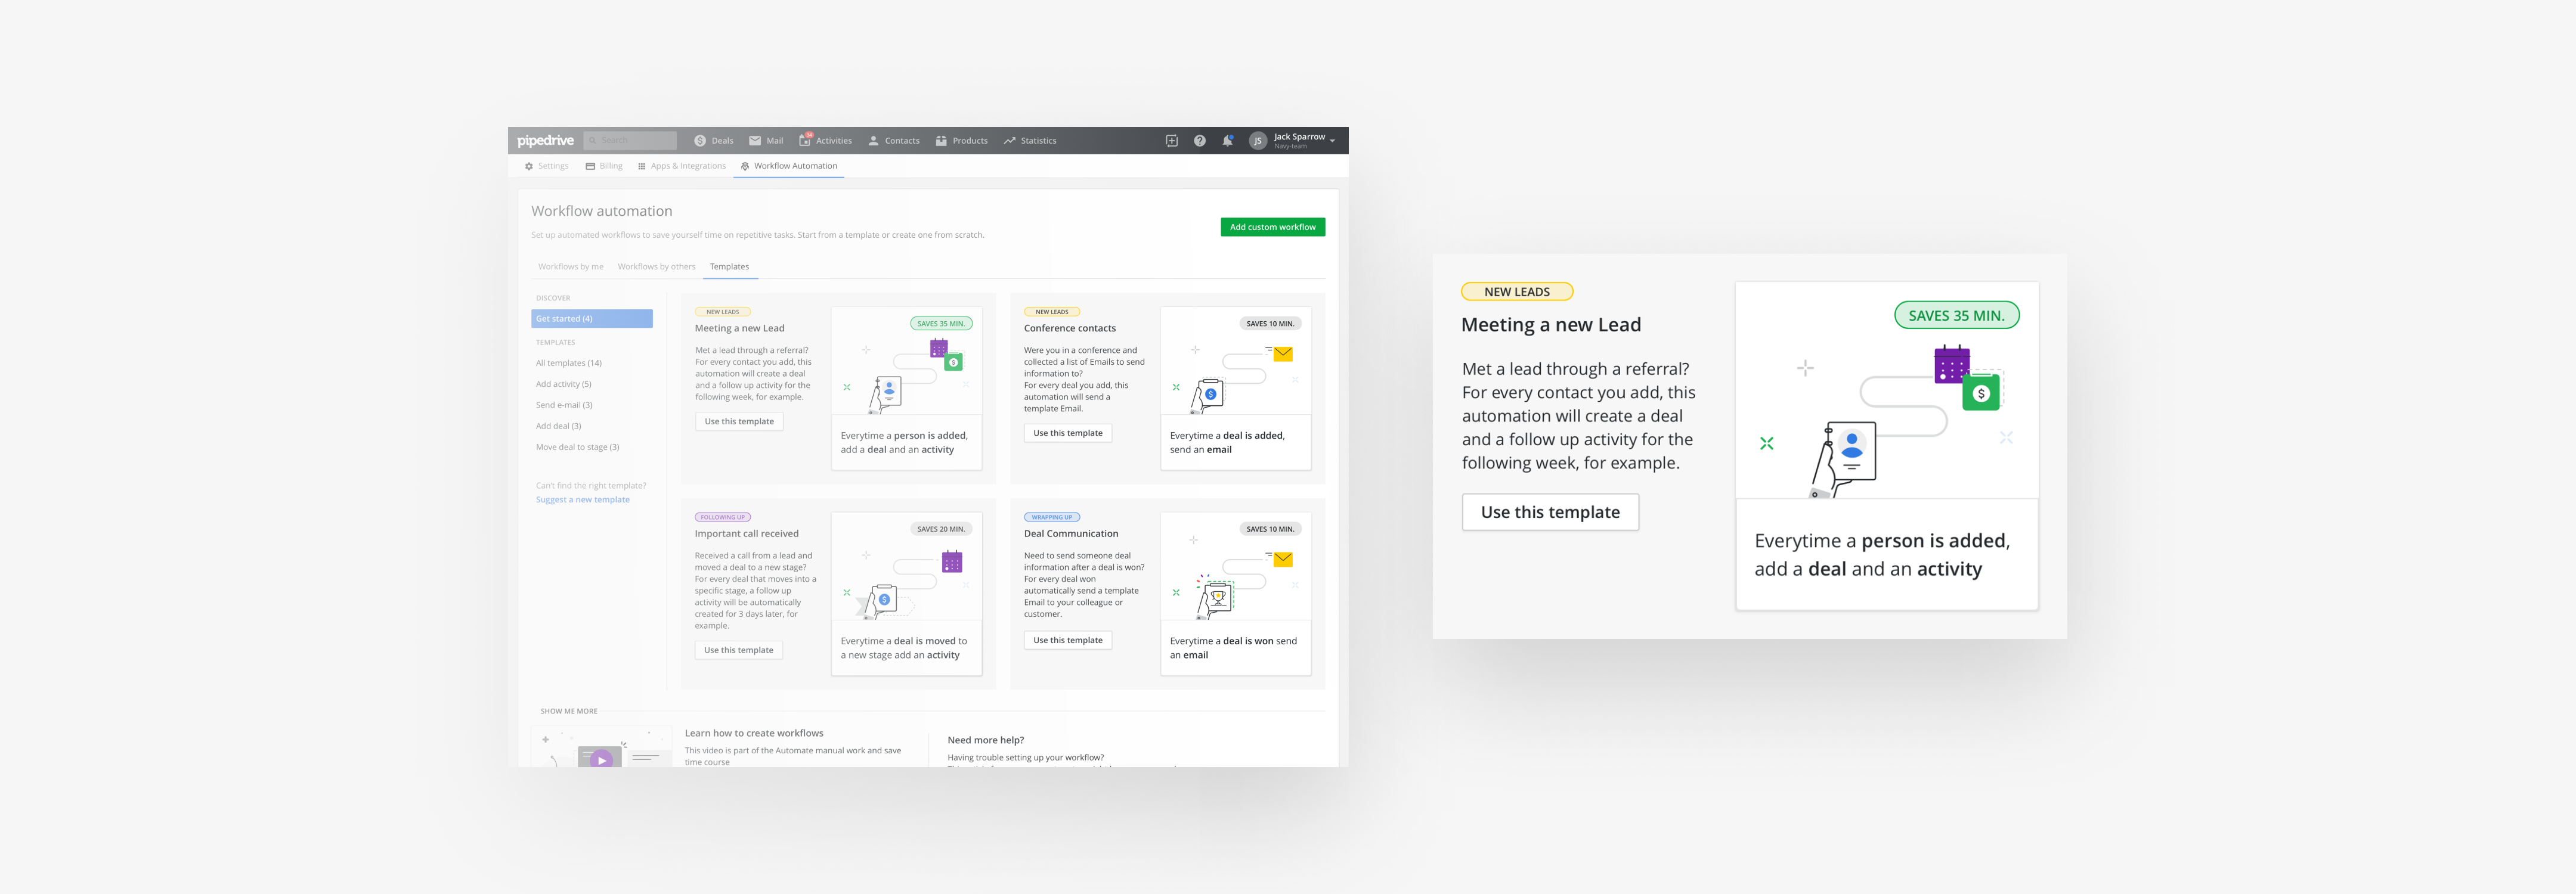 pipedrive
Search
Deals
Mail
34
Activities
Contacts
Products
Statistics
JS
Jack Sparrow
Navy-team
Settings
Billing
Apps & Integrations
Workflow Automation
Workflow automation
Set up automated workflows to save yourself time on repetitive tasks. Start from a template or create one from scratch.
Add custom workflow
Workflows by me
Workflows by others
Templates
DISCOVER
Get started (4)
TEMPLATES
All templates (14)
Add activity (5)
Send e-mail (3)
Add deal (3)
Move deal to stage (3)
Can't find the right template?
Suggest a new template
NEW LEADS
Meeting a new Lead
Met a lead through a referral?
For every contact you add, this
automation will create a deal
and a follow up activity for the
following week, for example.
Use this template
SAVES 35 MIN.
Everytime a person is added,
add a deal and an activity
NEW LEADS
Conference contacts
Were you in a conference and
collected a list of Emails to send
information to?
For every deal you add, this
automation will send a
template Email.
Use this template
SAVES 10 MIN.
Everytime a deal is added,
send an email
FOLLOWING UP
Important call received
Received a call from a lead and
moved a deal to a new stage?
For every deal that moves into a
specific stage, a follow up
activity will be automatically
created for 3 days later, for
example.
Use this template
SAVES 20 MIN.
Everytime a deal is moved to
a new stage add an activity
WRAPPING UP
Deal Communication
Need to send someone deal
information after a deal is won?
For every deal won
automatically send a template
Email to your colleague or
customer.
Use this template
SAVES 10 MIN.
Everytime a deal is won send
an email
SHOW ME MORE
Learn how to create workflows
This video is part of the Automate manual work and save
time course
Need more help?
Having trouble setting up your workflow?
NEW LEADS
Meeting a new Lead
Met a lead through a referral?
For every contact you add, this
automation will create a deal
and a follow up activity for the
following week, for example.
Use this template
SAVES 35 MIN.
$
Everytime a person is added,
add a deal and an activity